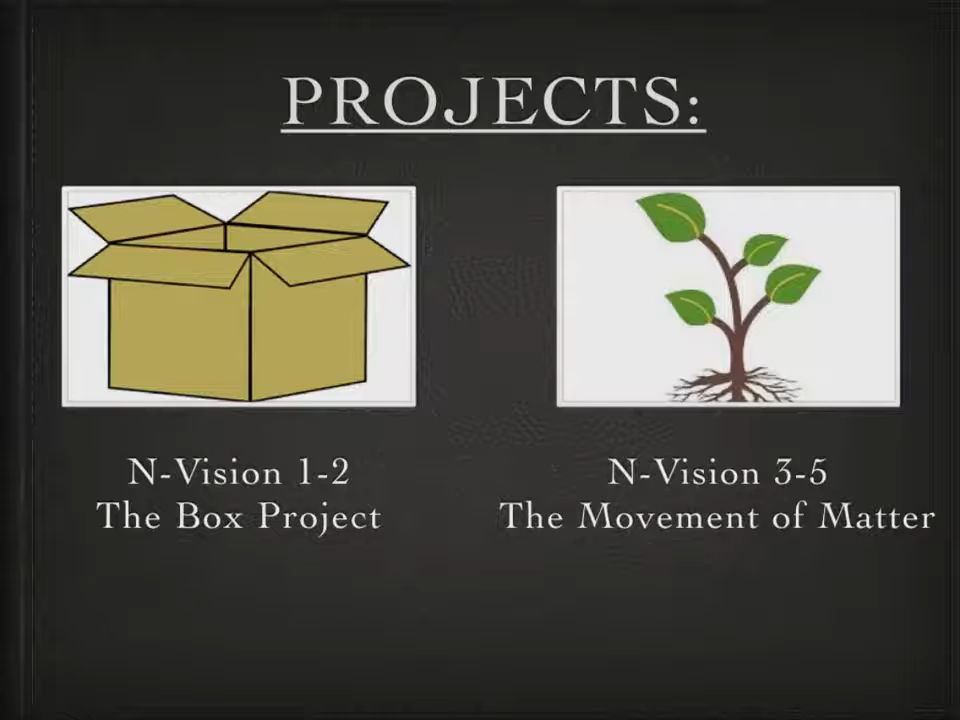 PROJECTS:
N-Vision 1-2
The Box Project
N-Vision 3-5
The Movement of Matter